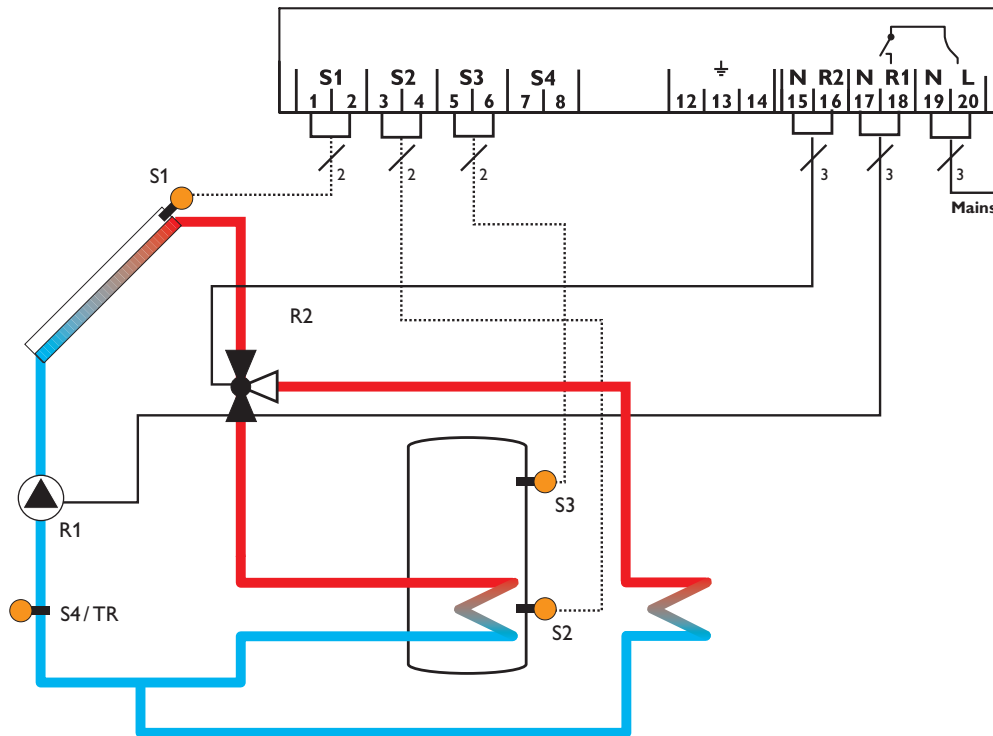 S1 S2 S3 S4 ⏚ N R2 N R1 N L
1 2 3 4 5 6 7 8 12 13 14 15 16 17 18 19 20
2 2 2 3 3 3
S1
Mains
R2
S3
R1
S4 / TR
S2